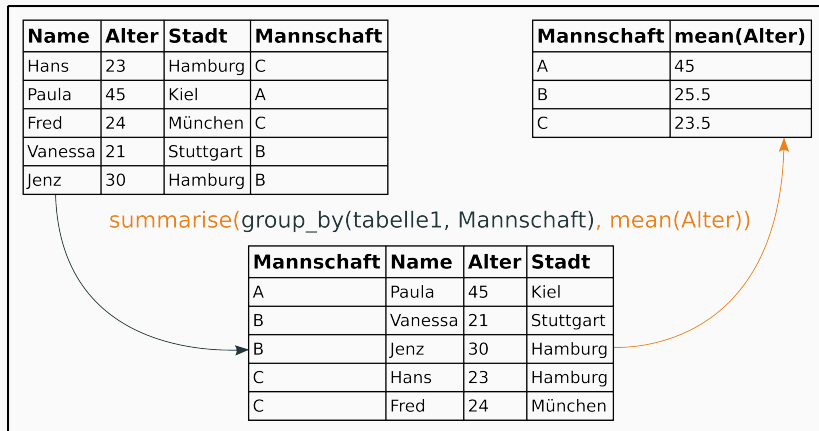 Name Alter Stadt Mannschaft
Hans 23 Hamburg C
Paula 45 Kiel A
Fred 24 München C
Vanessa 21 Stuttgart B
Jenz 30 Hamburg B
Mannschaft mean(Alter)
A 45
B 25.5
C 23.5
summarise(group_by(tabelle1, Mannschaft), mean(Alter))
Mannschaft Name Alter Stadt
A Paula 45 Kiel
B Vanessa 21 Stuttgart
B Jenz 30 Hamburg
C Hans 23 Hamburg
C Fred 24 München